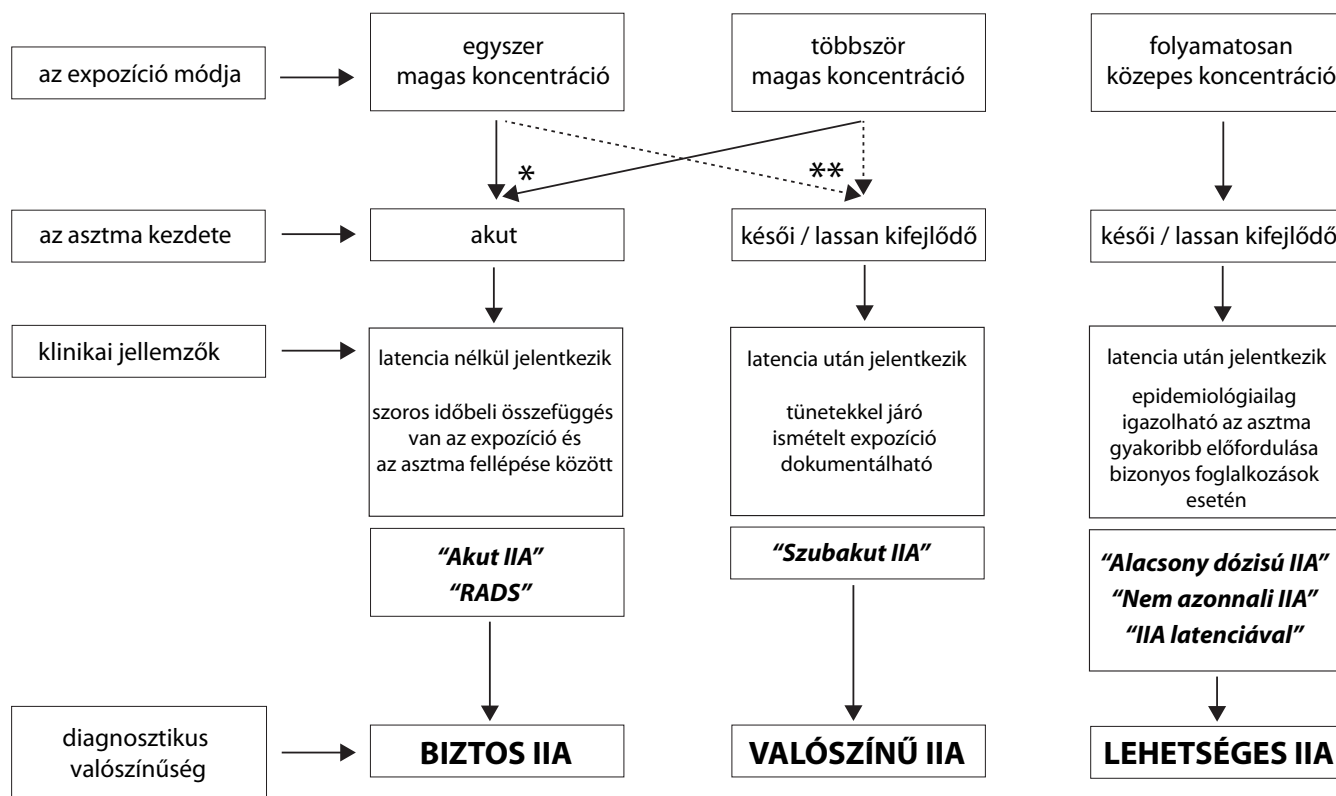 az expozíció módja
egyszer
magas koncentráció
többször
magas koncentráció
folyamatosan
közepes koncentráció
*
**
az asztma kezdete
akut
késői / lassan kifejlődő
késői / lassan kifejlődő
klinikai jellemzők
latencia nélkül jelentkezik
szoros időbeli összefüggés
van az expozíció és
az asztma fellépése között
latencia után jelentkezik
tünetekkel járó
ismételt expozíció
dokumentálható
latencia után jelentkezik
epidemiológiailag
igazolható az asztma
gyakoribb előfordulása
bizonyos foglalkozások
esetén
“Akut IIA”
“RADS”
“Szubakut IIA”
“Alacsony dózisú IIA”
“Nem azonnali IIA”
“IIA latenciával”
diagnosztikus
valószínűség
BIZTOS IIA
VALÓSZÍNŰ IIA
LEHETSÉGES IIA